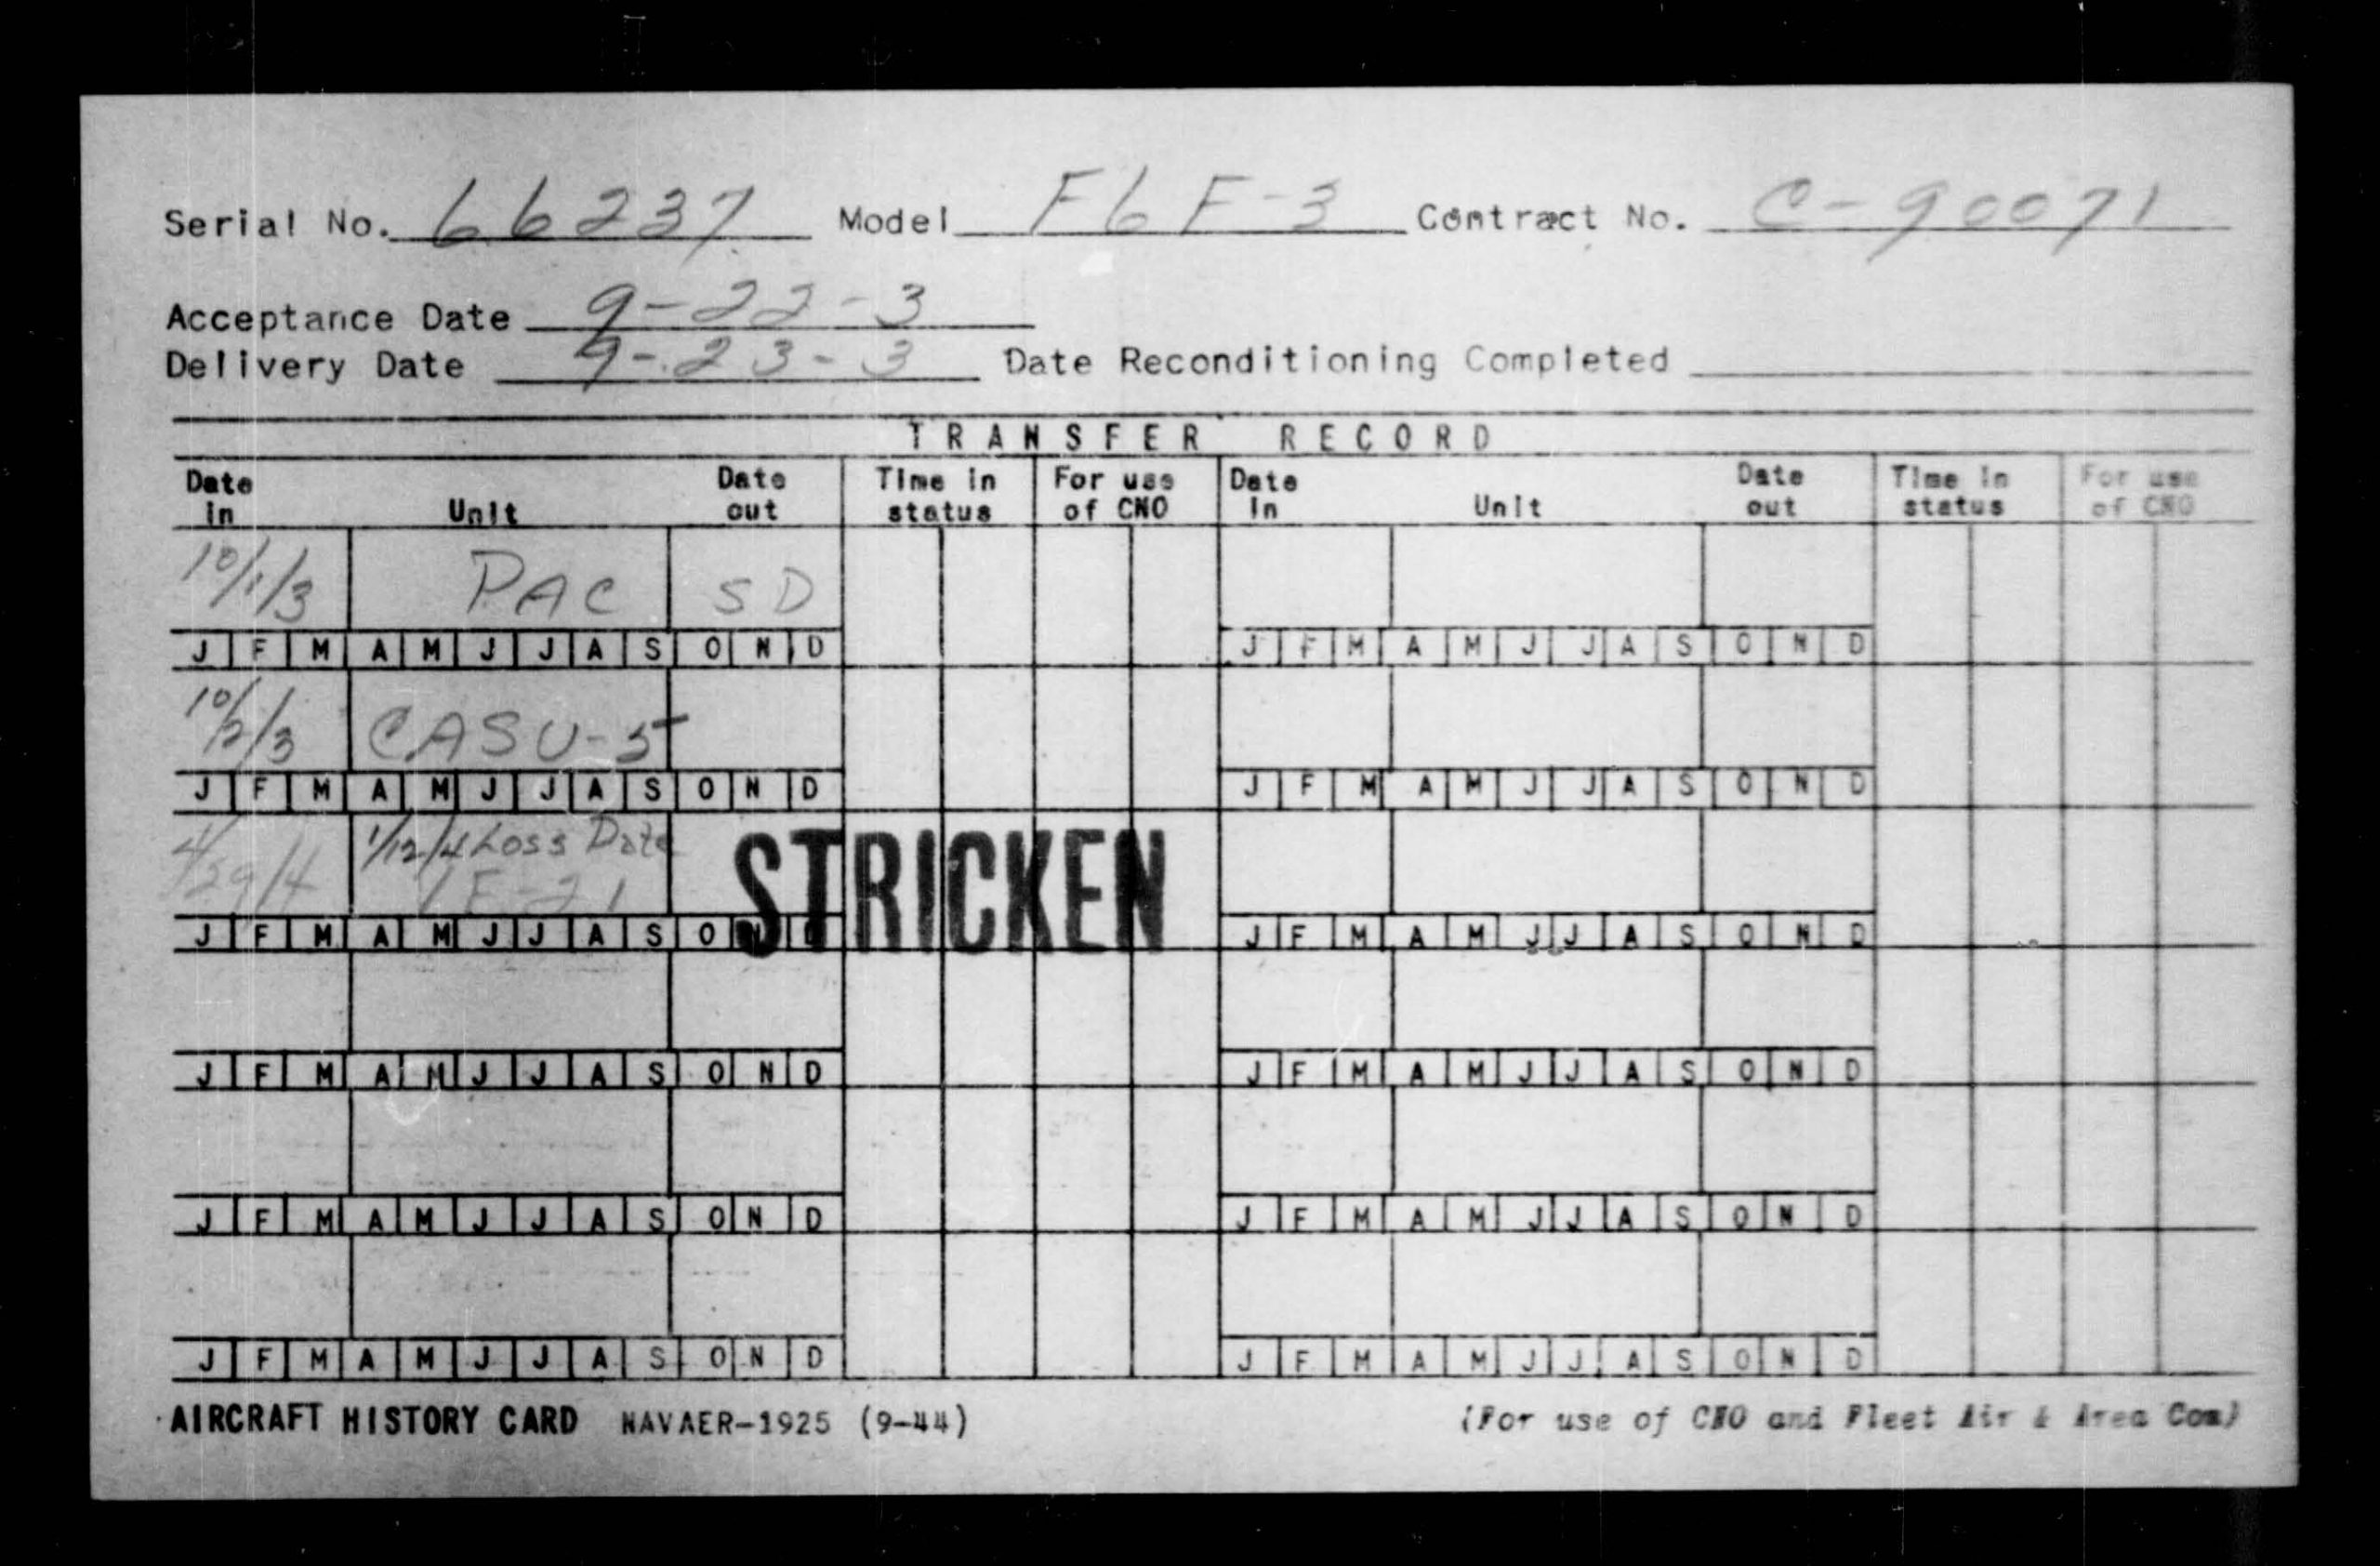 Serial No. 66237 Model F6F-3 Contract No. C-90071
Acceptance Date 9-22-3
Delivery Date 9-23-3 Date Reconditioning Completed
TRANSFER RECORD
Date in Unit Date out Time in status For use of CNO Date in Unit Date out Time in status For use of CNO
10/1/3 PAC SD
J F M A M J J A S O N D J F M A M J J A S O N D
10/2/3 CASU-5
J F M A M J J A S O N D J F M A M J J A S O N D
1/12/4 Loss Date
4/29/4 VF-21 STRICKEN
J F M A M J J A S O N D J F M A M J J A S O N D
J F M A M J J A S O N D J F M A M J J A S O N D
J F M A M J J A S O N D J F M A M J J A S O N D
J F M A M J J A S O N D J F M A M J J A S O N D
AIRCRAFT HISTORY CARD NAVAER-1925 (9-44) (For use of CNO and Fleet Air & Area Com)